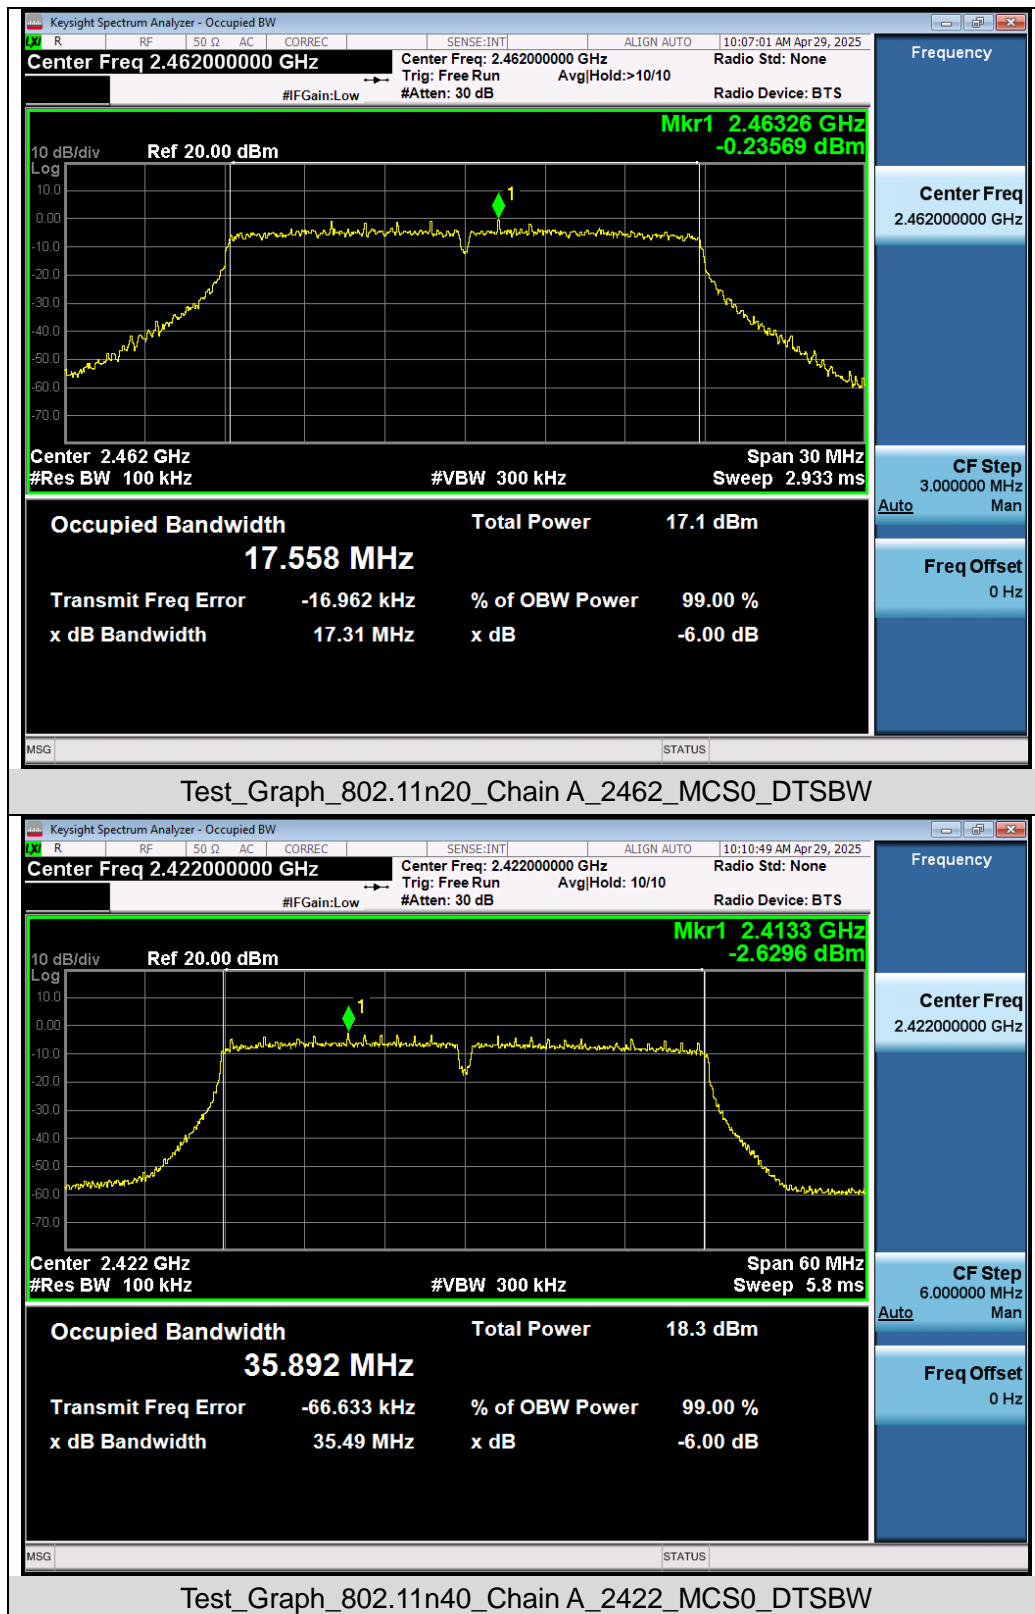 Keysight Spectrum Analyzer - Occupied BW
LXI R RF 50 Ω AC CORREC SENSE:INT ALIGN AUTO 10:07:01 AM Apr 29, 2025
Center Freq 2.462000000 GHz
Center Freq: 2.462000000 GHz
Radio Std: None
Trig: Free Run Avg|Hold:>10/10
#IFGain:Low
#Atten: 30 dB
Radio Device: BTS
Frequency
Mkr1 2.46326 GHz
-0.23569 dBm
10 dB/div Ref 20.00 dBm
Log
10.0
0.00
-10.0
-20.0
-30.0
-40.0
-50.0
-60.0
-70.0
1
Center 2.462 GHz
Span 30 MHz
#Res BW 100 kHz #VBW 300 kHz Sweep 2.933 ms
Center Freq
2.462000000 GHz
CF Step
3.000000 MHz
Auto Man
Freq Offset
0 Hz
Occupied Bandwidth
17.558 MHz
Total Power 17.1 dBm
Transmit Freq Error -16.962 kHz % of OBW Power 99.00 %
x dB Bandwidth 17.31 MHz x dB -6.00 dB
MSG STATUS
Test_Graph_802.11n20_Chain A_2462_MCS0_DTSBW
Keysight Spectrum Analyzer - Occupied BW
LXI R RF 50 Ω AC CORREC SENSE:INT ALIGN AUTO 10:10:49 AM Apr 29, 2025
Center Freq 2.422000000 GHz
Center Freq: 2.422000000 GHz
Radio Std: None
Trig: Free Run Avg|Hold: 10/10
#IFGain:Low
#Atten: 30 dB
Radio Device: BTS
Frequency
Mkr1 2.4133 GHz
-2.6296 dBm
10 dB/div Ref 20.00 dBm
Log
10.0
0.00
-10.0
-20.0
-30.0
-40.0
-50.0
-60.0
-70.0
1
Center 2.422 GHz
Span 60 MHz
#Res BW 100 kHz #VBW 300 kHz Sweep 5.8 ms
Center Freq
2.422000000 GHz
CF Step
6.000000 MHz
Auto Man
Freq Offset
0 Hz
Occupied Bandwidth
35.892 MHz
Total Power 18.3 dBm
Transmit Freq Error -66.633 kHz % of OBW Power 99.00 %
x dB Bandwidth 35.49 MHz x dB -6.00 dB
MSG STATUS
Test_Graph_802.11n40_Chain A_2422_MCS0_DTSBW